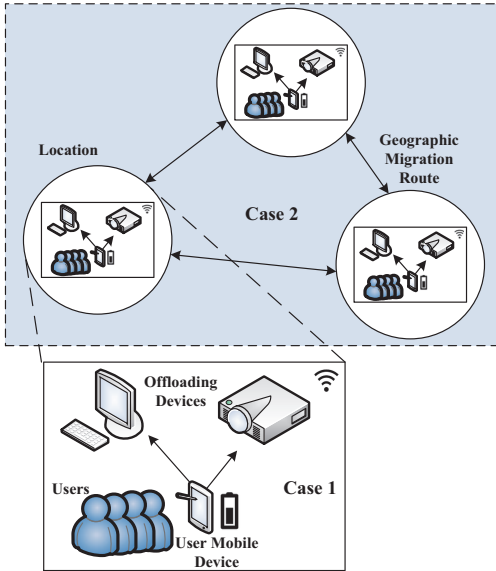 Location
Geographic
Migration
Route
Case 2
Offloading
Devices
Users
Case 1
User Mobile
Device